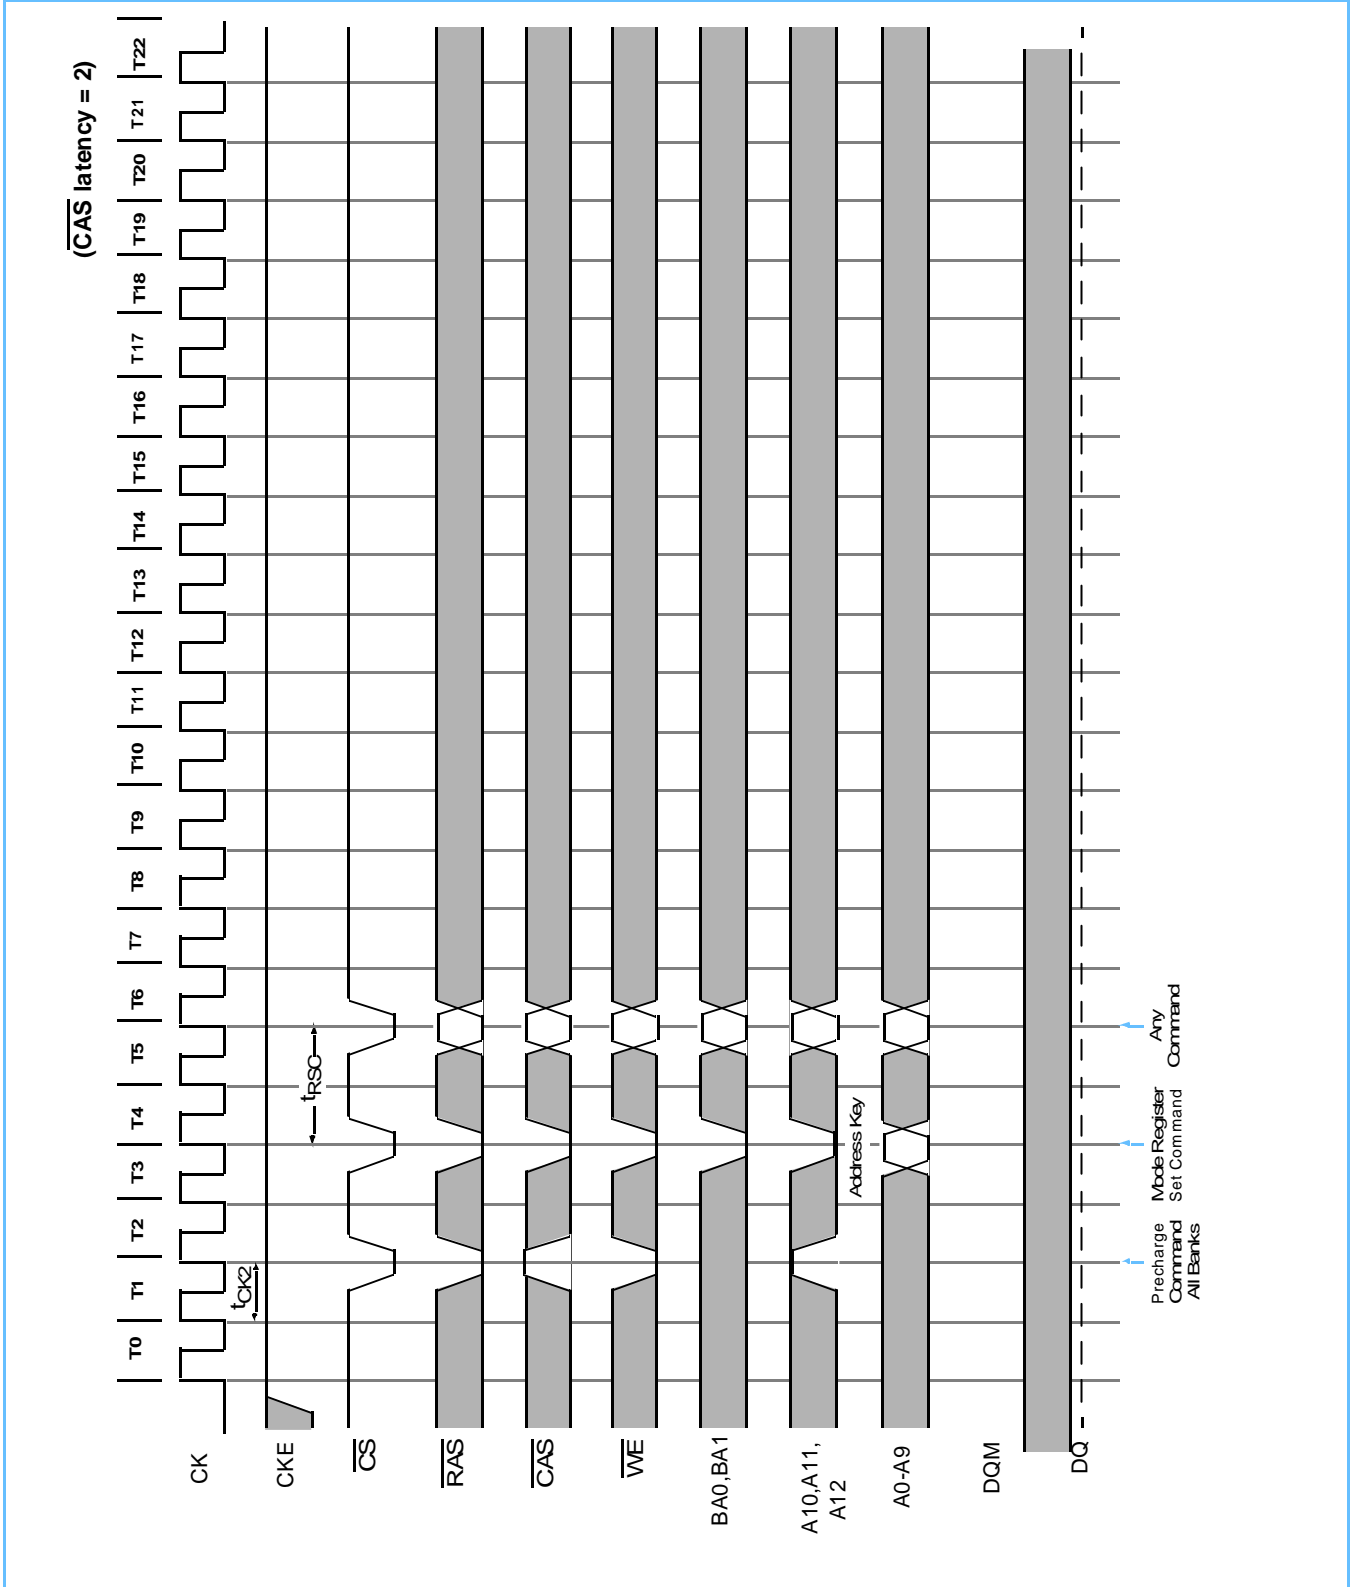 (CAS latency = 2)
T0 T1 T2 T3 T4 T5 T6 T7 T8 T9 T10 T11 T12 T13 T14 T15 T16 T17 T18 T19 T20 T21 T22
CK
tCK2
CKE
tRSC
CS
RAS
CAS
WE
BA0,BA1
A10,A11,
A12
Address Key
A0-A9
DQM
DQ
Precharge
Command
All Banks
Mode Register
Set Command
Any
Command